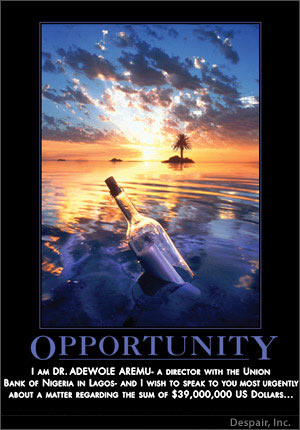 OPPORTUNITY
I AM DR. ADEWOLE AREMU- A DIRECTOR WITH THE UNION
BANK OF NIGERIA IN LAGOS- AND I WISH TO SPEAK TO YOU MOST URGENTLY
ABOUT A MATTER REGARDING THE SUM OF $39,000,000 US DOLLARS...
Despair, Inc.